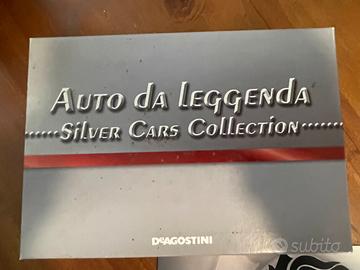 Auto da Leggenda
Silver Cars Collection
DeAGOSTINI
subito